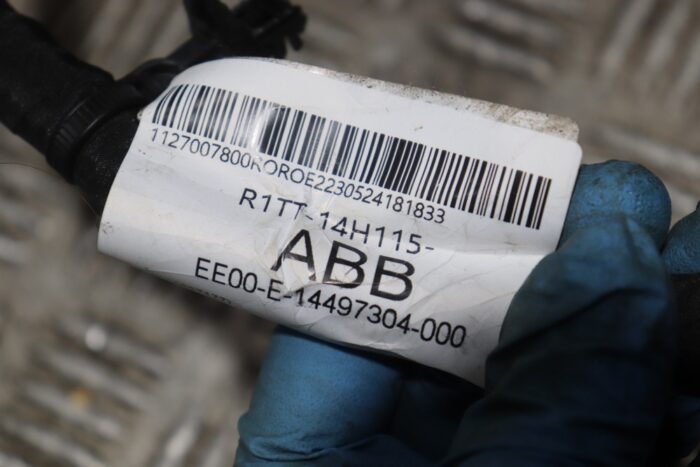 1127007800ROROE2230524181833
R1TT-14H115-
ABB
EE00-E-14497304-000